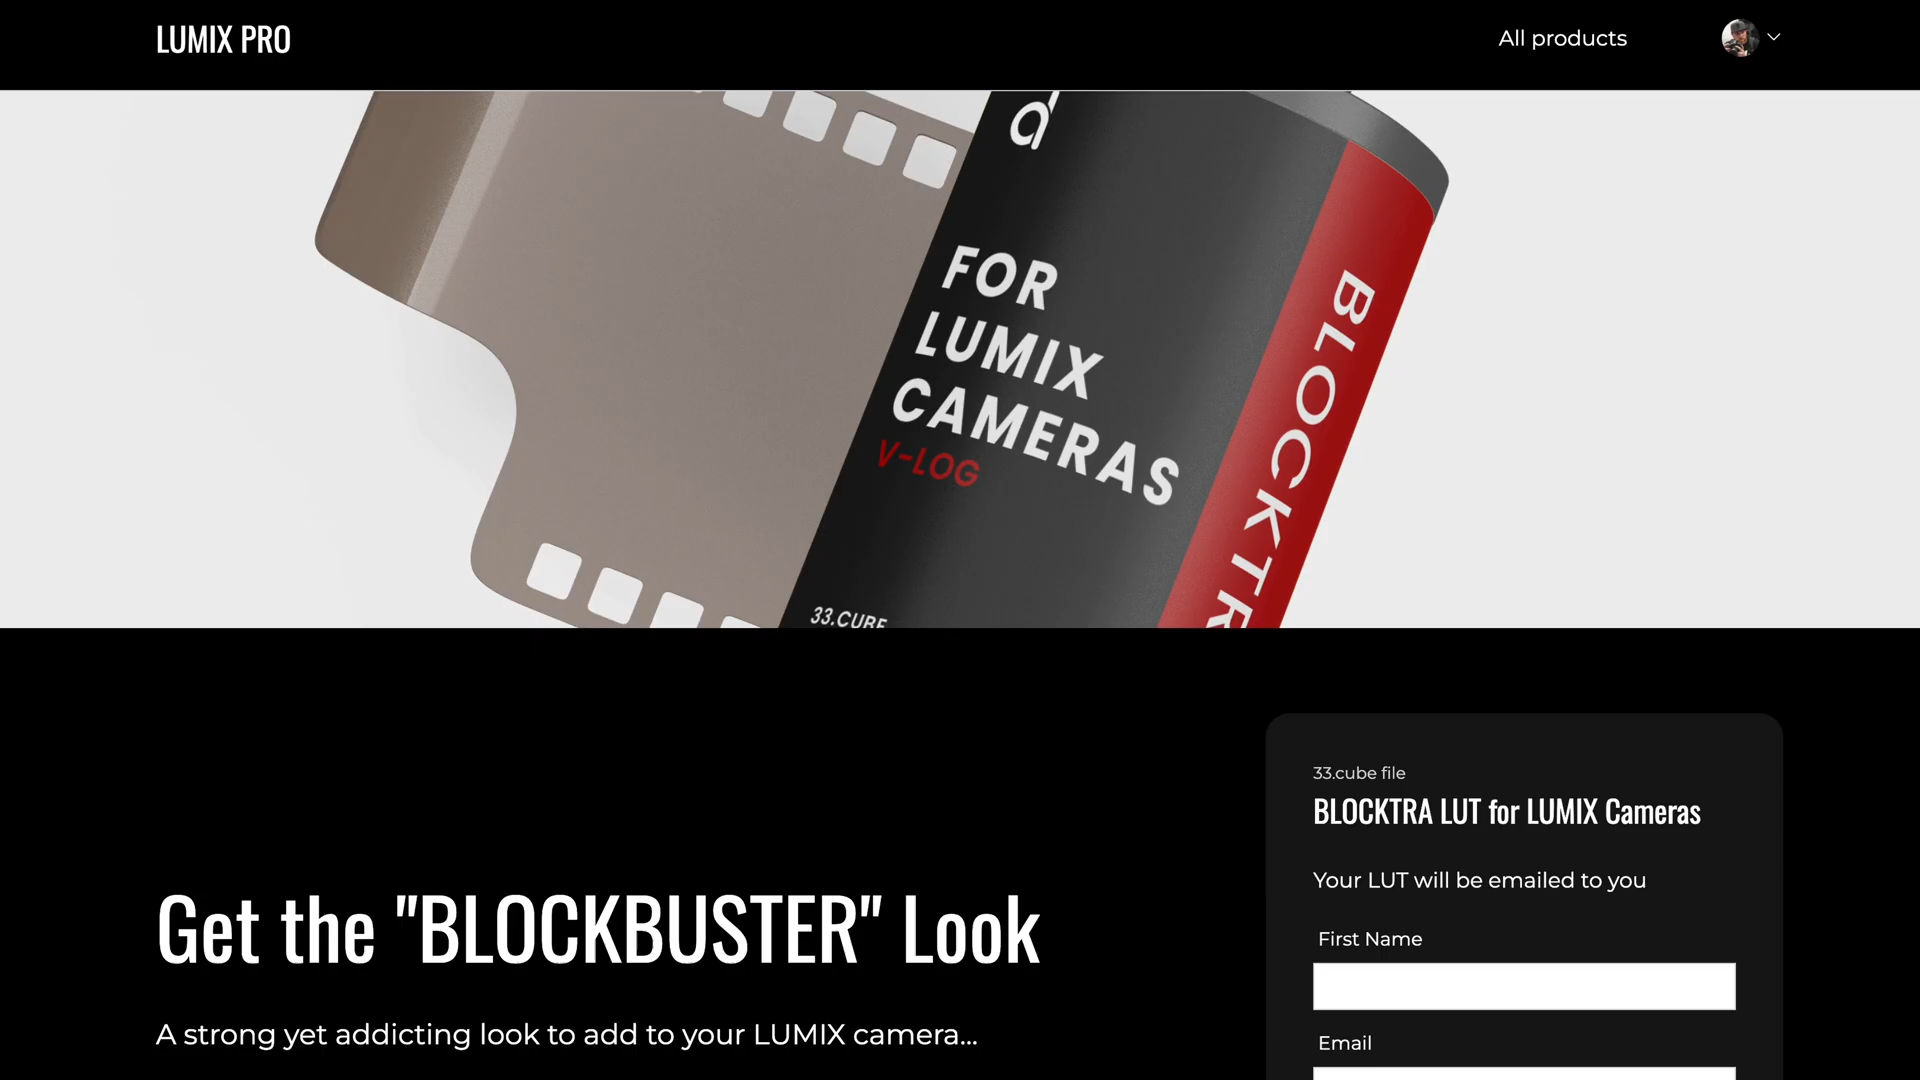 LUMIX PRO
All products
d
FOR
LUMIX
CAMERAS
V-LOG
BLOCKTR
33.CUBE
33.cube file
BLOCKTRA LUT for LUMIX Cameras
Your LUT will be emailed to you
First Name
Email
Get the "BLOCKBUSTER" Look
A strong yet addicting look to add to your LUMIX camera...